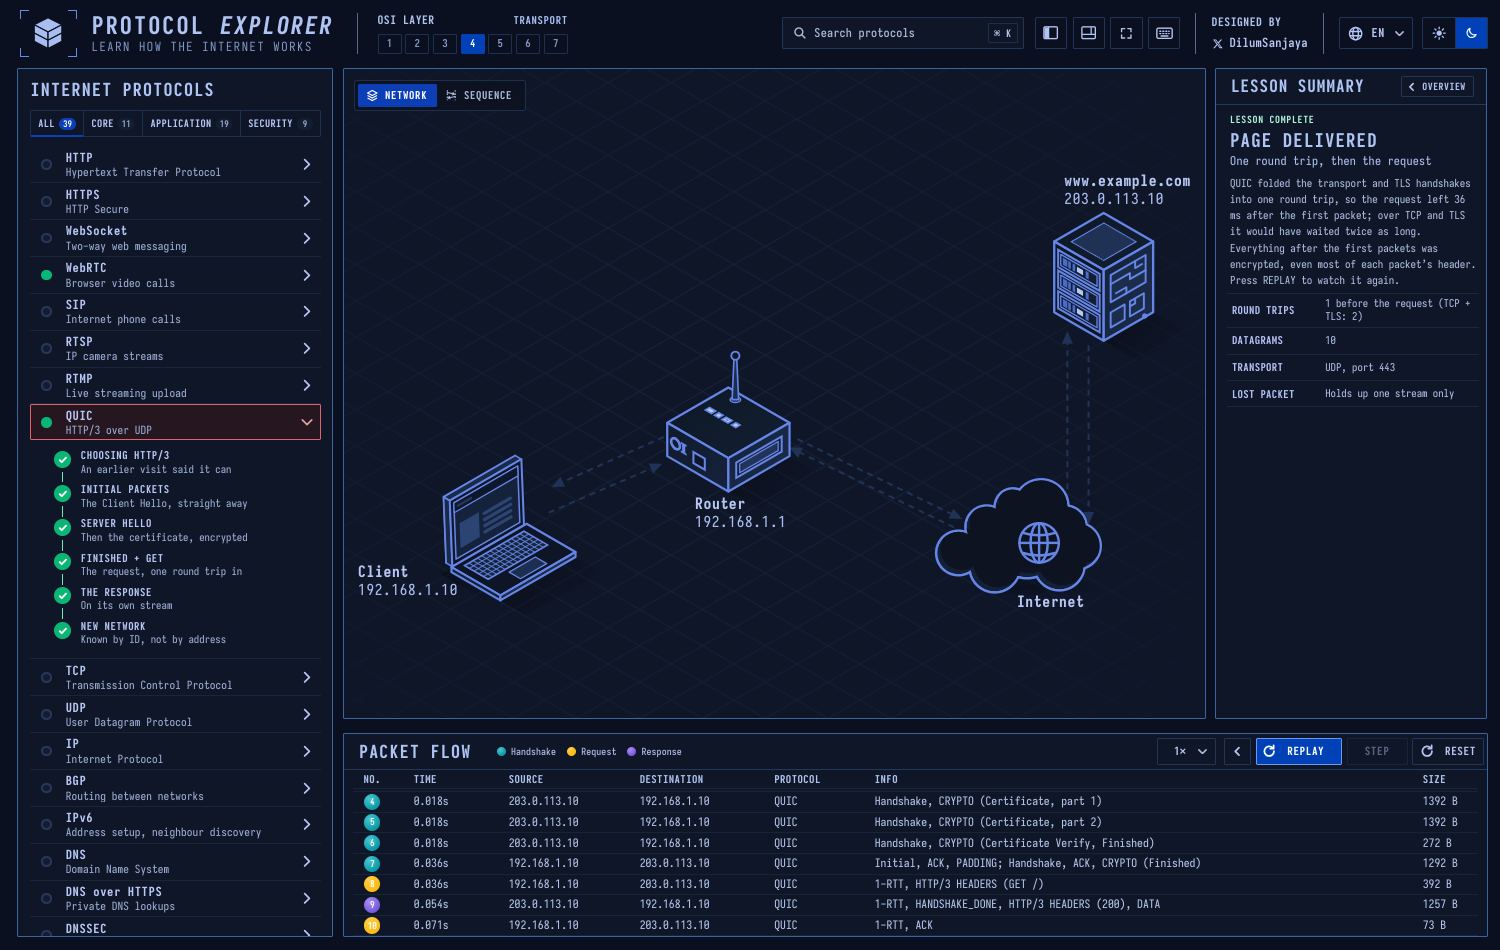 PROTOCOL EXPLORER
LEARN HOW THE INTERNET WORKS
OSI LAYER
TRANSPORT
1 2 3 4 5 6 7
Search protocols
⌘ K
DESIGNED BY
DilumSanjaya
EN
INTERNET PROTOCOLS
ALL 39 CORE 11 APPLICATION 19 SECURITY 9
HTTP
Hypertext Transfer Protocol
HTTPS
HTTP Secure
WebSocket
Two-way web messaging
WebRTC
Browser video calls
SIP
Internet phone calls
RTSP
IP camera streams
RTMP
Live streaming upload
QUIC
HTTP/3 over UDP
CHOOSING HTTP/3
An earlier visit said it can
INITIAL PACKETS
The Client Hello, straight away
SERVER HELLO
Then the certificate, encrypted
FINISHED + GET
The request, one round trip in
THE RESPONSE
On its own stream
NEW NETWORK
Known by ID, not by address
TCP
Transmission Control Protocol
UDP
User Datagram Protocol
IP
Internet Protocol
BGP
Routing between networks
IPv6
Address setup, neighbour discovery
DNS
Domain Name System
DNS over HTTPS
Private DNS lookups
DNSSEC
NETWORK SEQUENCE
www.example.com
203.0.113.10
Router
192.168.1.1
Client
192.168.1.10
Internet
LESSON SUMMARY
OVERVIEW
LESSON COMPLETE
PAGE DELIVERED
One round trip, then the request
QUIC folded the transport and TLS handshakes
into one round trip, so the request left 36
ms after the first packet; over TCP and TLS
it would have waited twice as long.
Everything after the first packets was
encrypted, even most of each packet's header.
Press REPLAY to watch it again.
ROUND TRIPS 1 before the request (TCP +
TLS: 2)
DATAGRAMS 10
TRANSPORT UDP, port 443
LOST PACKET Holds up one stream only
PACKET FLOW
Handshake Request Response
1× REPLAY STEP RESET
NO. TIME SOURCE DESTINATION PROTOCOL INFO SIZE
4 0.018s 203.0.113.10 192.168.1.10 QUIC Handshake, CRYPTO (Certificate, part 1) 1392 B
5 0.018s 203.0.113.10 192.168.1.10 QUIC Handshake, CRYPTO (Certificate, part 2) 1392 B
6 0.018s 203.0.113.10 192.168.1.10 QUIC Handshake, CRYPTO (Certificate Verify, Finished) 272 B
7 0.036s 192.168.1.10 203.0.113.10 QUIC Initial, ACK, PADDING; Handshake, ACK, CRYPTO (Finished) 1292 B
8 0.036s 192.168.1.10 203.0.113.10 QUIC 1-RTT, HTTP/3 HEADERS (GET /) 392 B
9 0.054s 203.0.113.10 192.168.1.10 QUIC 1-RTT, HANDSHAKE_DONE, HTTP/3 HEADERS (200), DATA 1257 B
10 0.071s 192.168.1.10 203.0.113.10 QUIC 1-RTT, ACK 73 B